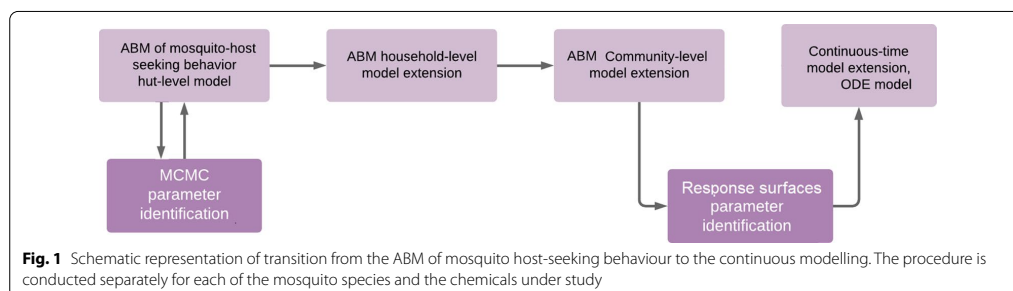 ABM of mosquito-host
seeking behavior
hut-level model
ABM household-level
model extension
ABM Community-level
model extension
Continuous-time
model extension,
ODE model
MCMC
parameter
identification
Response surfaces
parameter
identification
Fig. 1 Schematic representation of transition from the ABM of mosquito host-seeking behaviour to the continuous modelling. The procedure is
conducted separately for each of the mosquito species and the chemicals under study